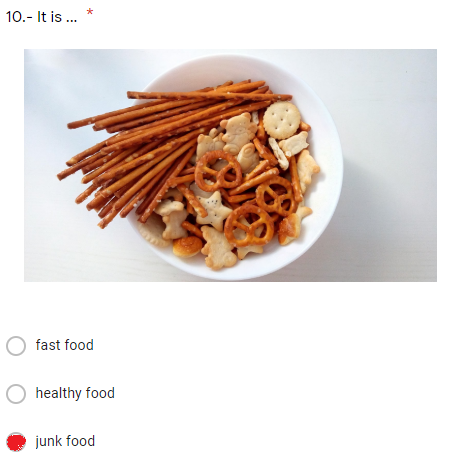 10.- It is ... *
fast food
healthy food
junk food